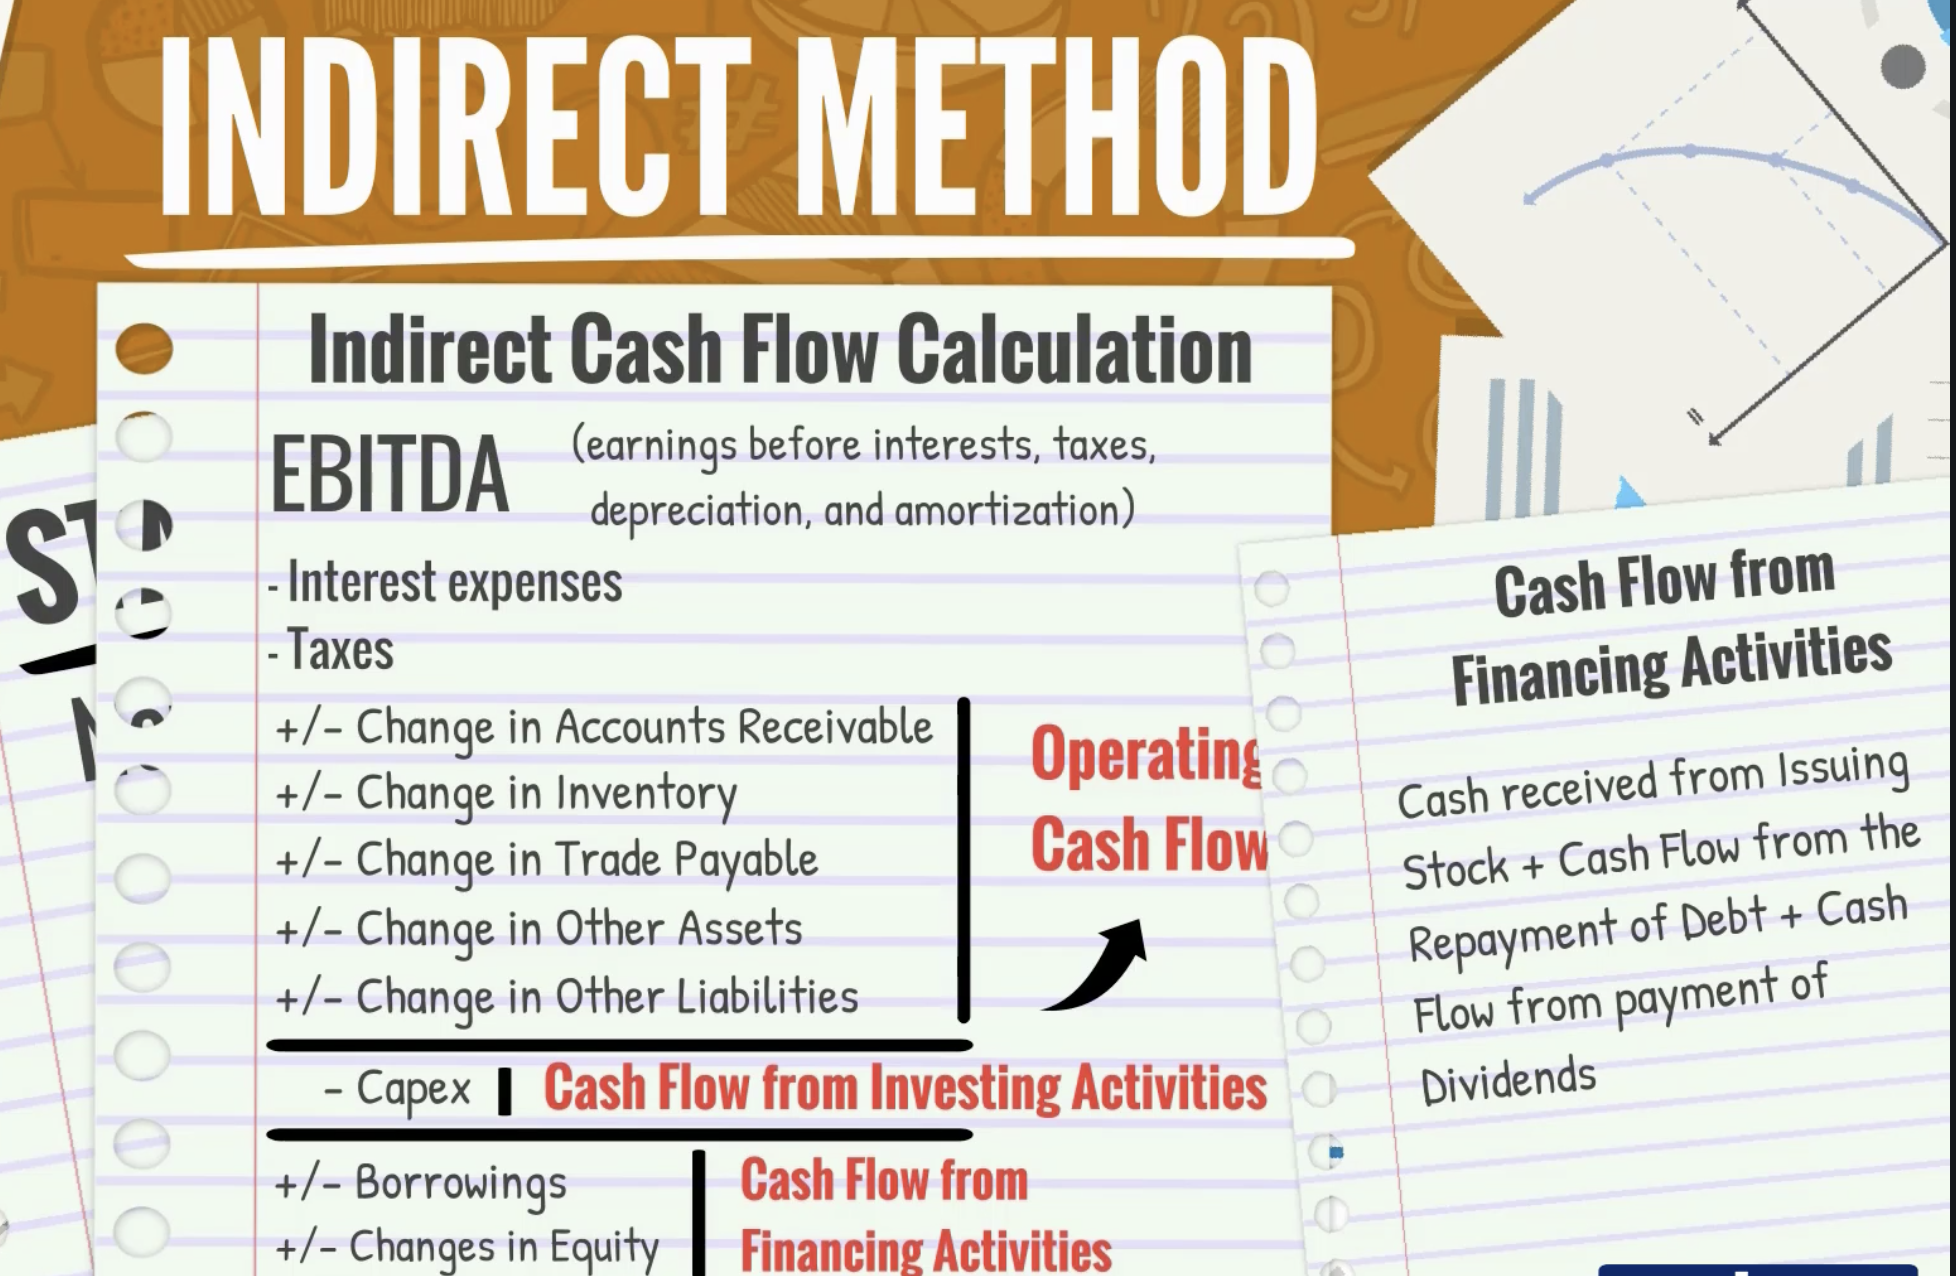 INDIRECT METHOD
Indirect Cash Flow Calculation
EBITDA
(earnings before interests, taxes,
depreciation, and amortization)
- Interest expenses
- Taxes
+/- Change in Accounts Receivable
+/- Change in Inventory
+/- Change in Trade Payable
+/- Change in Other Assets
+/- Change in Other Liabilities
Operating
Cash Flow
- Capex
Cash Flow from Investing Activities
+/- Borrowings
+/- Changes in Equity
Cash Flow from
Financing Activities
Cash Flow from
Financing Activities
Cash received from Issuing
Stock + Cash Flow from the
Repayment of Debt + Cash
Flow from payment of
Dividends